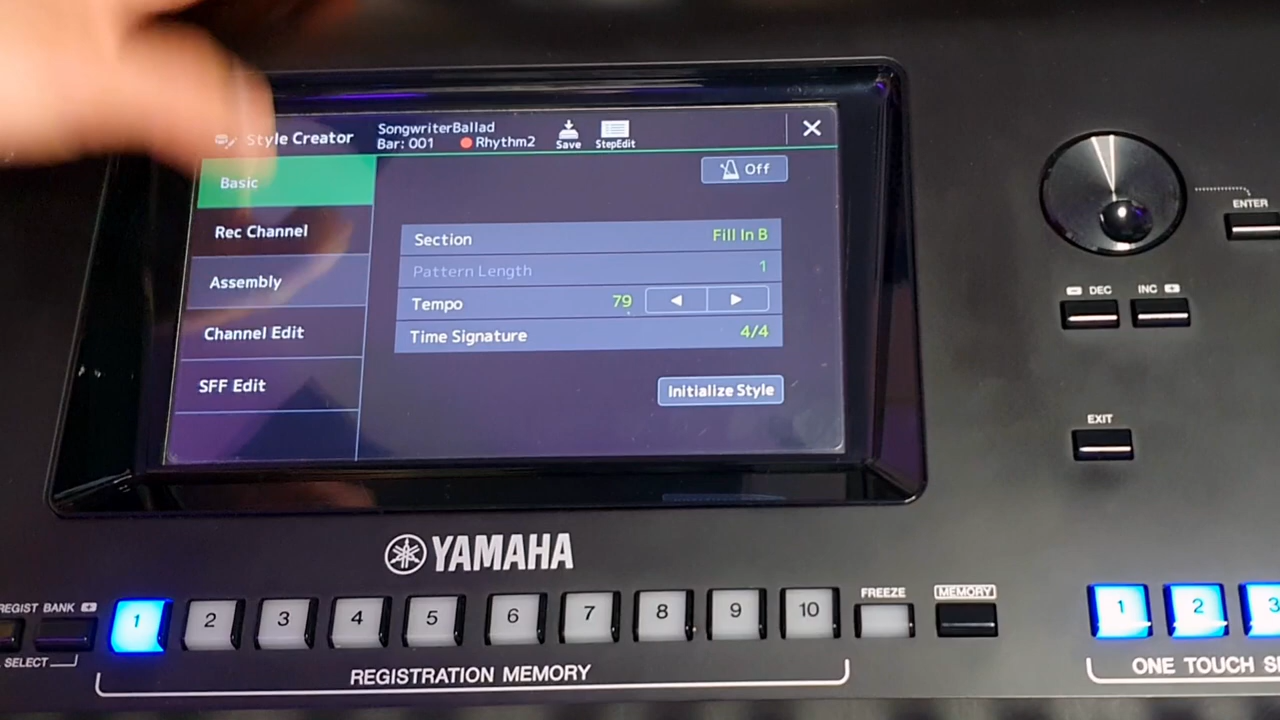 Style Creator
SongwriterBallad
Bar: 001
Rhythm2
Save
StepEdit
Basic
Off
Rec Channel
Assembly
Channel Edit
SFF Edit
Section Fill In B
Pattern Length 1
Tempo 79
Time Signature 4/4
Initialize Style
ENTER
DEC INC
EXIT
YAMAHA
REGIST BANK
SELECT
1 2 3 4 5 6 7 8 9 10
FREEZE
MEMORY
REGISTRATION MEMORY
1 2 3
ONE TOUCH